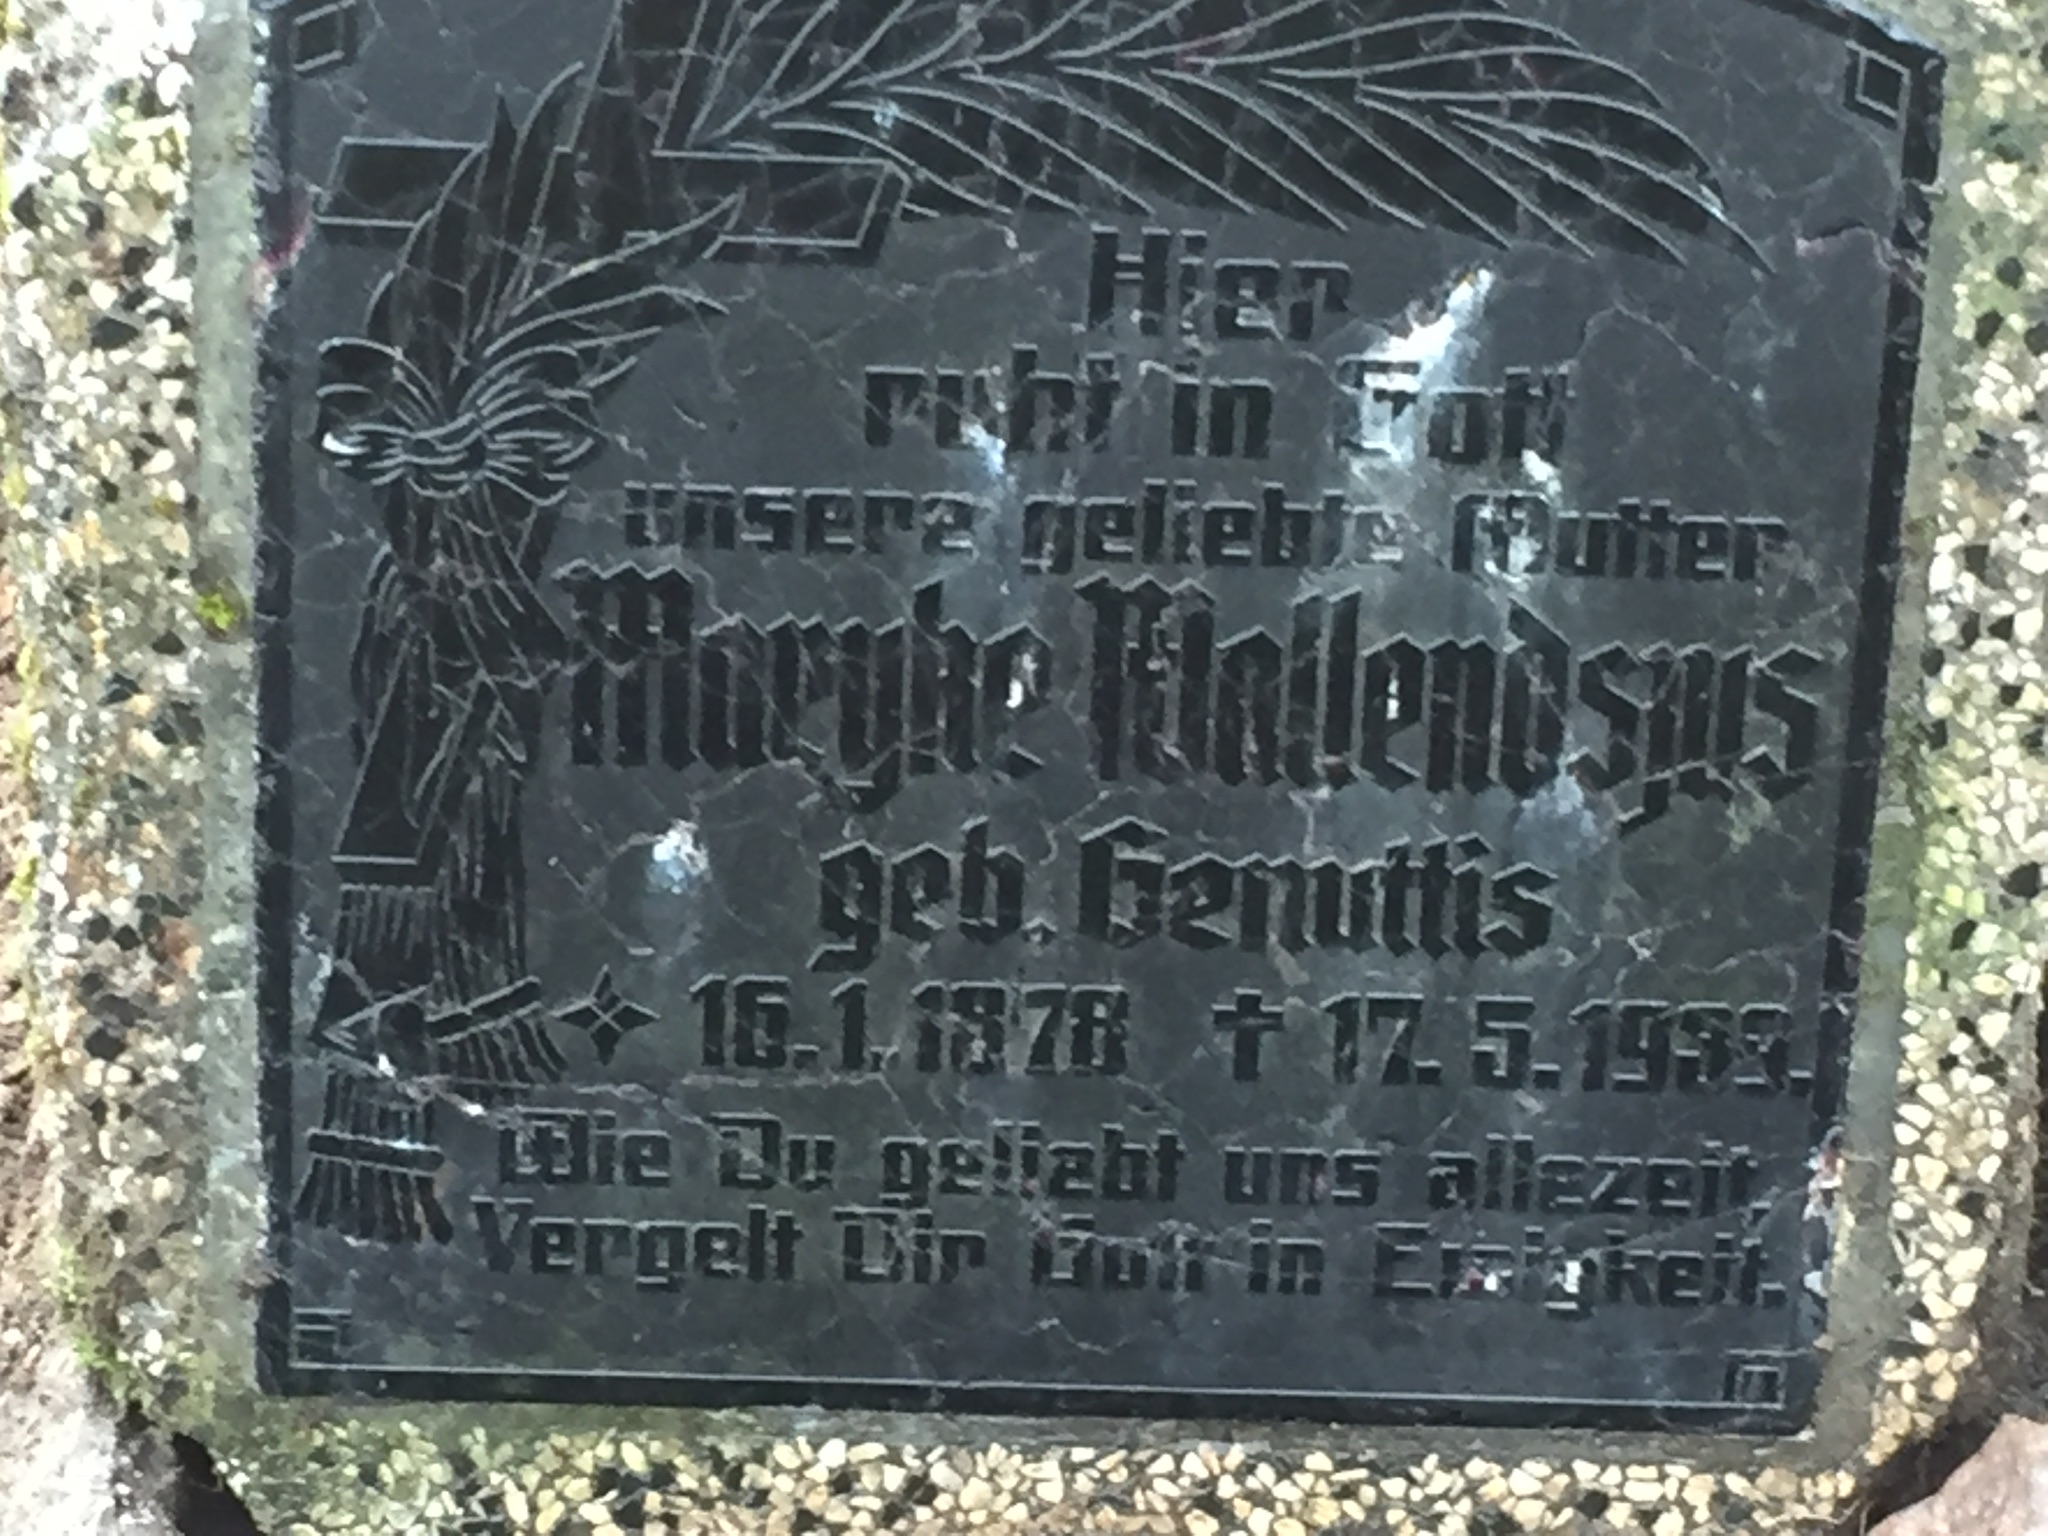 Hier
ruht in Gott
unsere geliebte Mutter
Maryke
geb. Genuttis
16.1.1878 † 17.5.
Wie Du geliebt uns allezeit,
Vergelt Dir Gott in Ewigkeit.